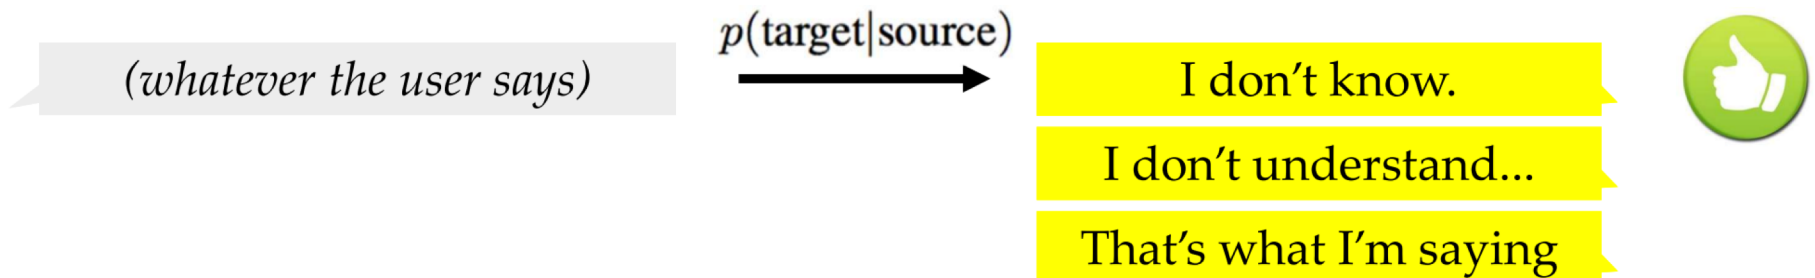 p(target|source)
(whatever the user says)
I don't know.
I don't understand...
That's what I'm saying